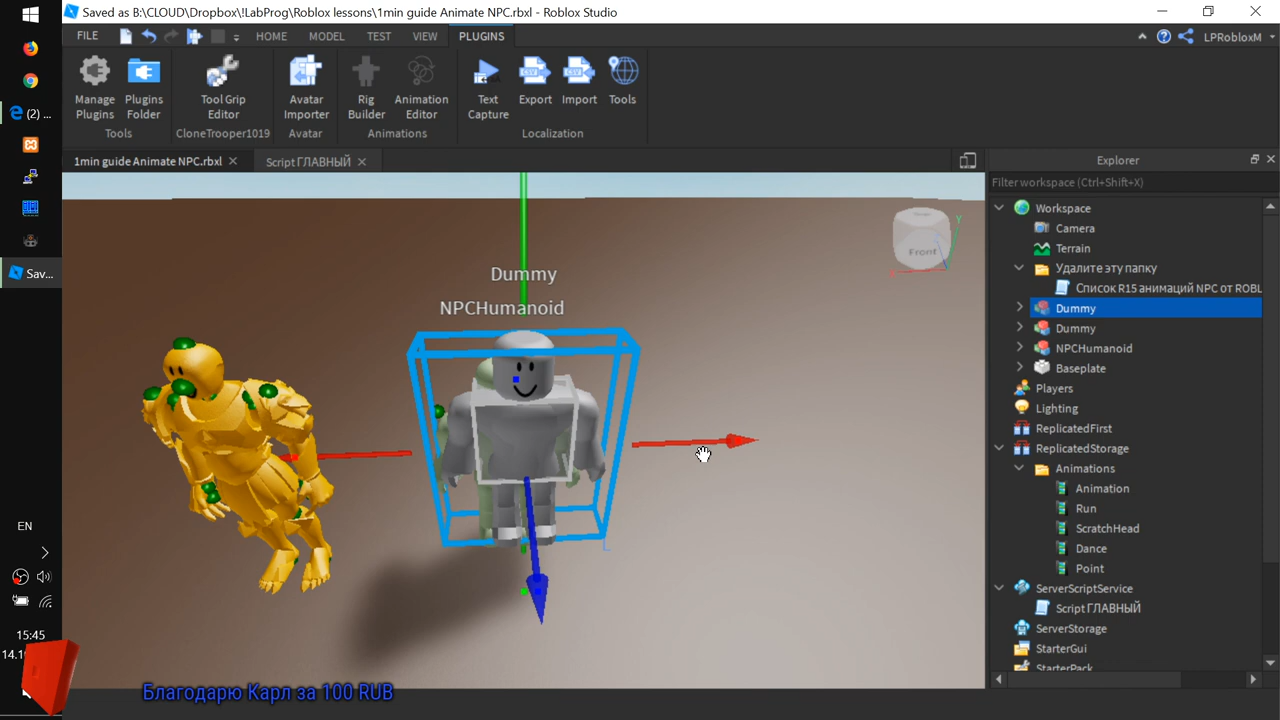 Saved as B:\CLOUD\Dropbox\!LabProg\Roblox lessons\1min guide Animate NPC.rbxl - Roblox Studio
FILE HOME MODEL TEST VIEW PLUGINS LPRobloxM
Manage Plugins
Plugins Folder
Tool Grip Editor
Avatar Importer
Rig Builder
Animation Editor
Text Capture
Export
Import
Tools
Tools CloneTrooper1019 Avatar Animations Localization
1min guide Animate NPC.rbxl
Script ГЛАВНЫЙ
Explorer
Filter workspace (Ctrl+Shift+X)
Workspace
Camera
Terrain
Удалите эту папку
Список R15 анимаций NPC от ROBL
Dummy
Dummy
NPCHumanoid
Baseplate
Players
Lighting
ReplicatedFirst
ReplicatedStorage
Animations
Animation
Run
ScratchHead
Dance
Point
ServerScriptService
Script ГЛАВНЫЙ
ServerStorage
StarterGui
StarterPack
Dummy
NPCHumanoid
Front
y
(2) ...
Sav...
EN
15:45
Благодарю Карл за 100 RUB